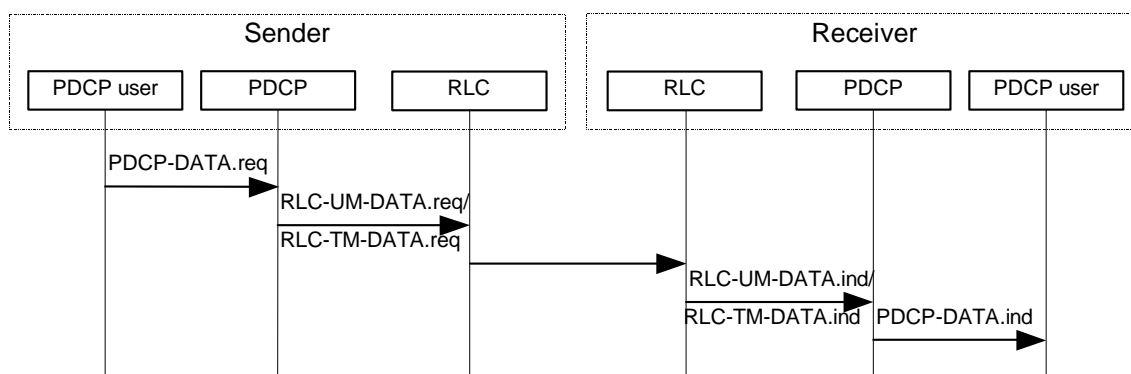 Sender
Receiver
PDCP user
PDCP
RLC
RLC
PDCP
PDCP user
PDCP-DATA.req
RLC-UM-DATA.req/
RLC-TM-DATA.req
RLC-UM-DATA.ind/
RLC-TM-DATA.ind
PDCP-DATA.ind